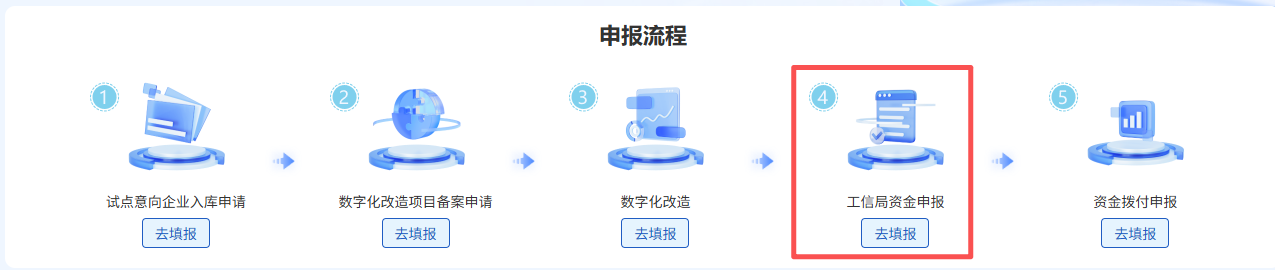 申报流程
1
2
3
4
5
试点意向企业入库申请
数字化改造项目备案申请
数字化改造
工信局资金申报
资金拨付申报
去填报
去填报
去填报
去填报
去填报